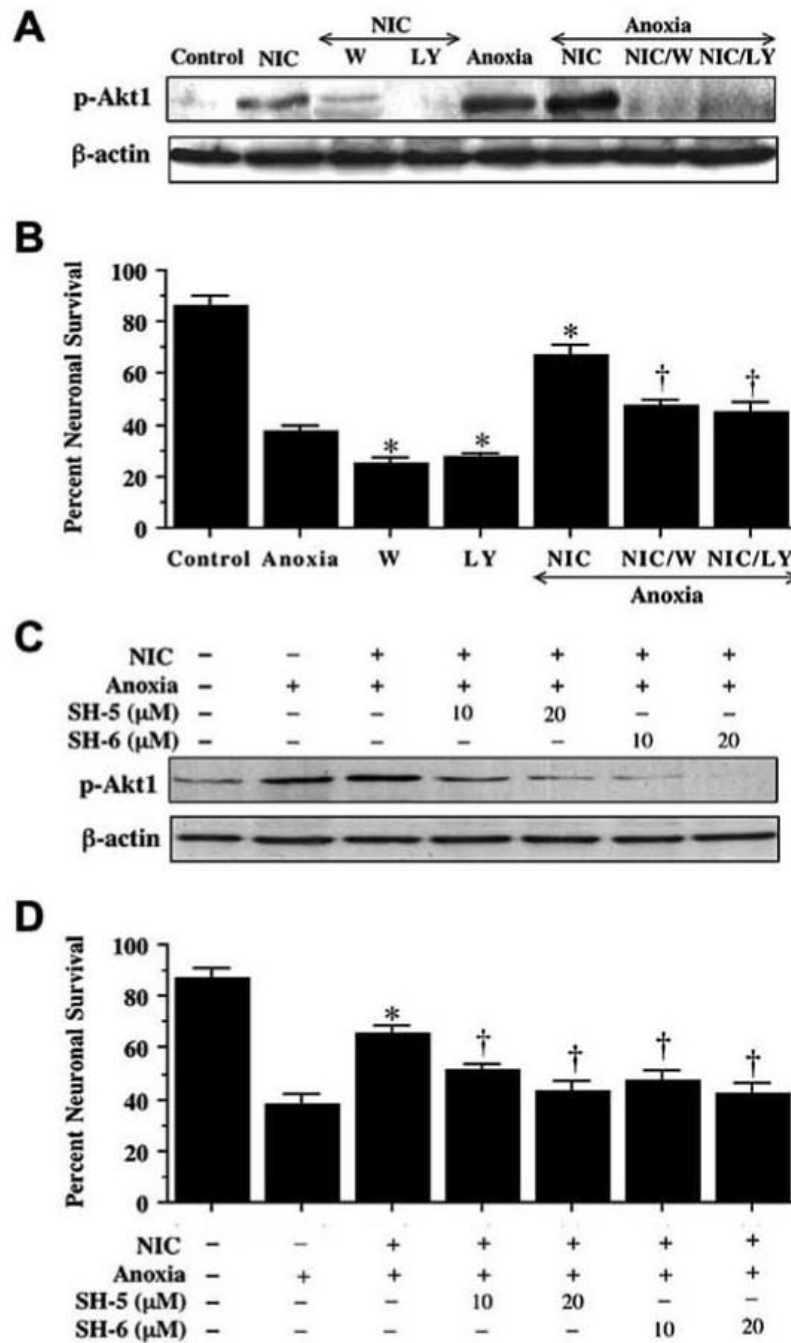 A
NIC
Anoxia
Control NIC W LY Anoxia NIC NIC/W NIC/LY
p-Akt1
β-actin
B
Percent Neuronal Survival
100
80
60
40
20
0
* * * † †
Control Anoxia W LY NIC NIC/W NIC/LY
Anoxia
C
NIC – – + + + + +
Anoxia – + + + + + +
SH-5 (μM) – – – 10 20 – –
SH-6 (μM) – – – – – 10 20
p-Akt1
β-actin
D
Percent Neuronal Survival
100
80
60
40
20
0
* † † † †
NIC – – + + + + +
Anoxia – + + + + + +
SH-5 (μM) – – – 10 20 – –
SH-6 (μM) – – – – – 10 20